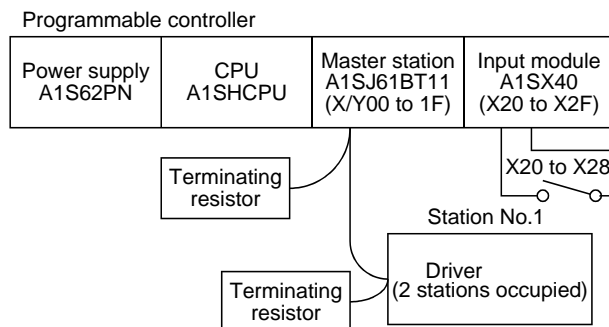 Programmable controller
Power supply
A1S62PN
CPU
A1SHCPU
Master station
A1SJ61BT11
(X/Y00 to 1F)
Input module
A1SX40
(X20 to X2F)
X20 to X28
Terminating
resistor
Station No.1
Driver
(2 stations occupied)
Terminating
resistor